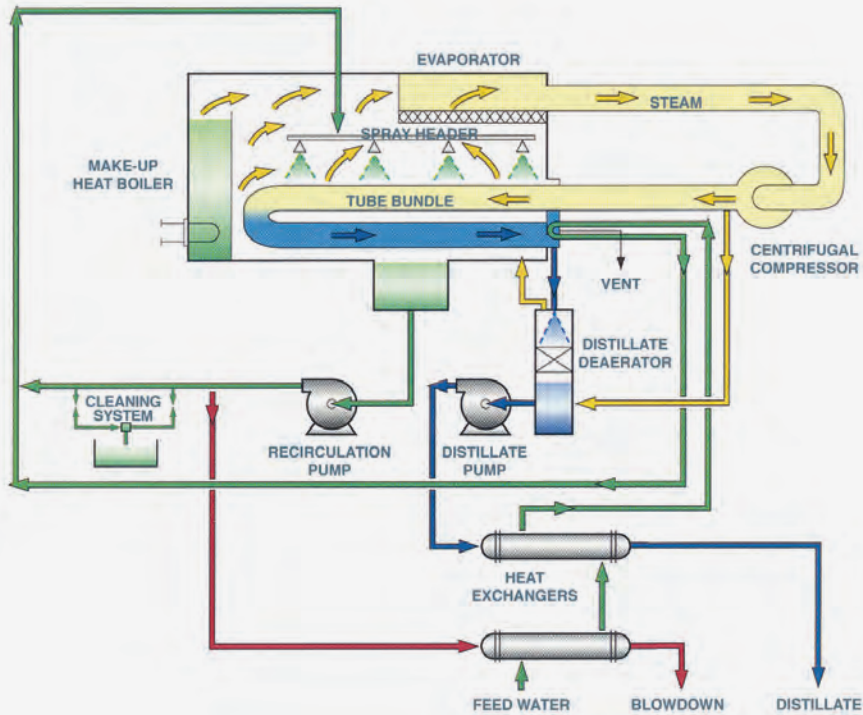 EVAPORATOR
STEAM
SPRAY HEADER
MAKE-UP
HEAT BOILER
TUBE BUNDLE
CENTRIFUGAL
COMPRESSOR
VENT
DISTILLATE
DEAERATOR
CLEANING
SYSTEM
RECIRCULATION
PUMP
DISTILLATE
PUMP
HEAT
EXCHANGERS
FEED WATER
BLOWDOWN
DISTILLATE